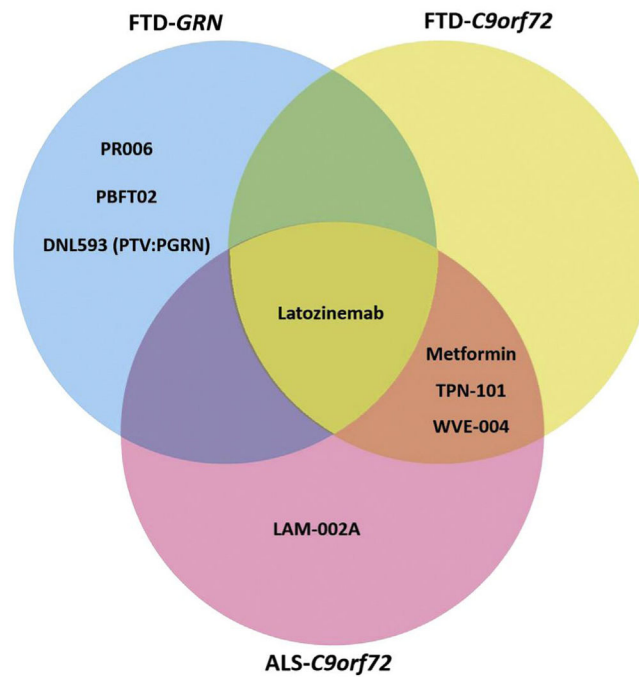 FTD-GRN
FTD-C9orf72
PR006
PBFT02
DNL593 (PTV:PGRN)
Latozinemab
Metformin
TPN-101
WVE-004
LAM-002A
ALS-C9orf72